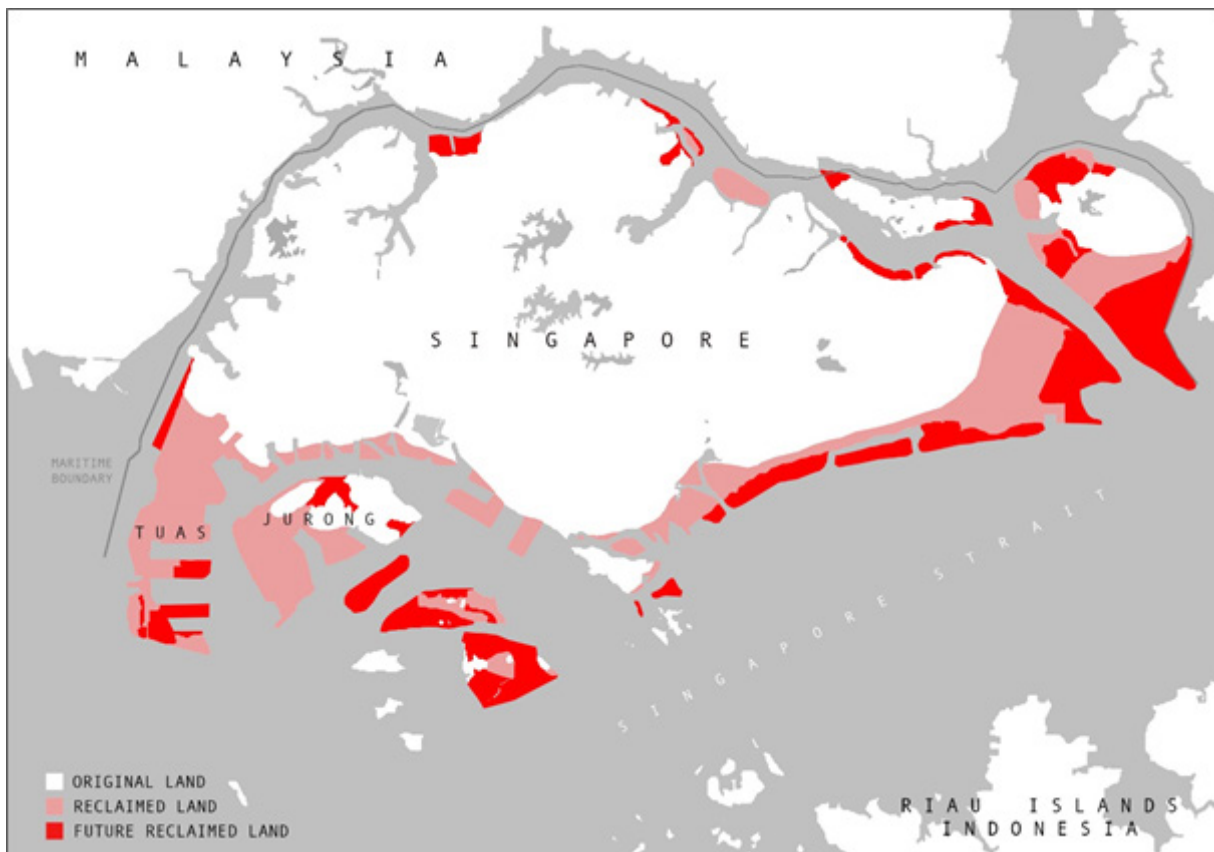 MALAYSIA
SINGAPORE
MARITIME
BOUNDARY
TUAS
JURONG
SINGAPORE STRAIT
ORIGINAL LAND
RECLAIMED LAND
FUTURE RECLAIMED LAND
RIAU ISLANDS
INDONESIA